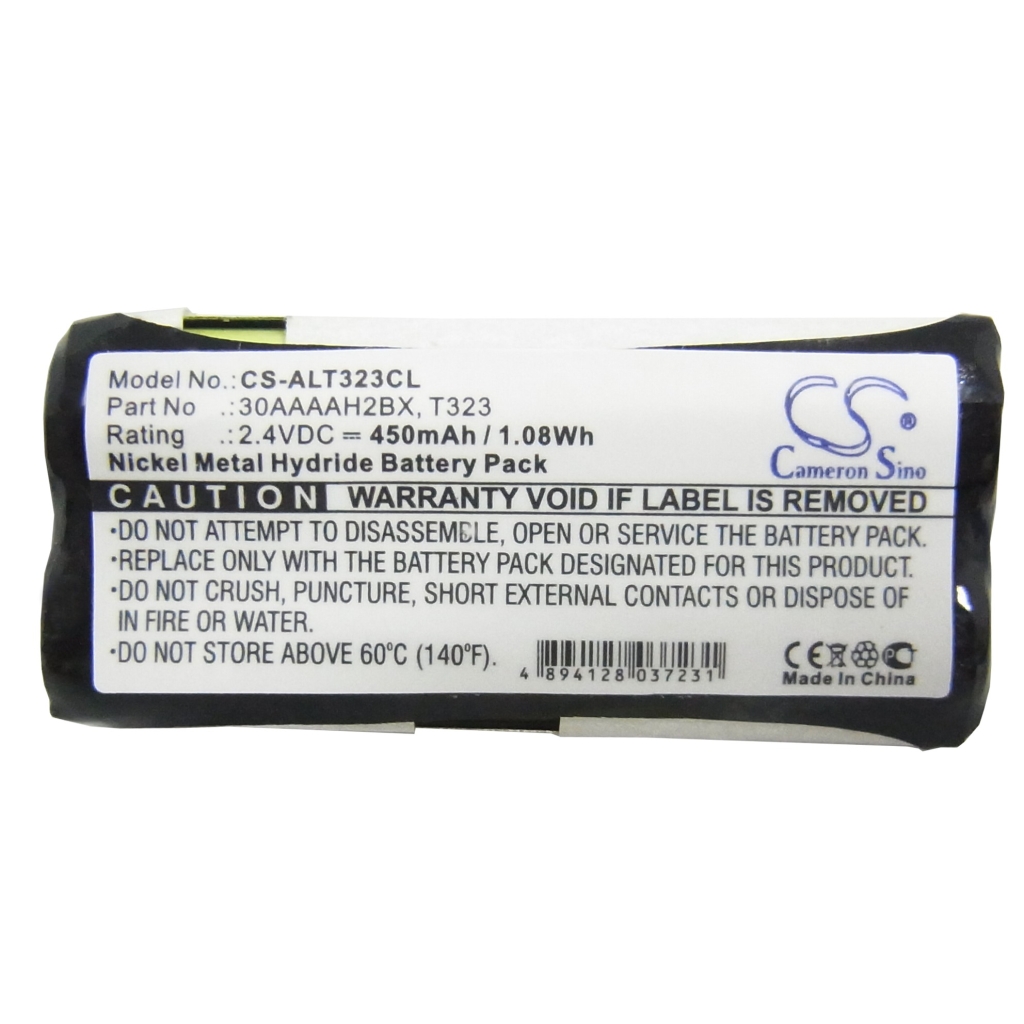 Model No.: CS-ALT323CL
Part No .: 30AAAAH2BX, T323
Rating .: 2.4VDC ⎓ 450mAh / 1.08Wh
Nickel Metal Hydride Battery Pack
CS ®
Cameron Sino
CAUTION WARRANTY VOID IF LABEL IS REMOVED
•DO NOT ATTEMPT TO DISASSEMBLE, OPEN OR SERVICE THE BATTERY PACK.
•REPLACE ONLY WITH THE BATTERY PACK DESIGNATED FOR THIS PRODUCT.
•DO NOT CRUSH, PUNCTURE, SHORT EXTERNAL CONTACTS OR DISPOSE OF
IN FIRE OR WATER.
•DO NOT STORE ABOVE 60°C (140°F).
4 894128 037231
CE PCT
Made In China